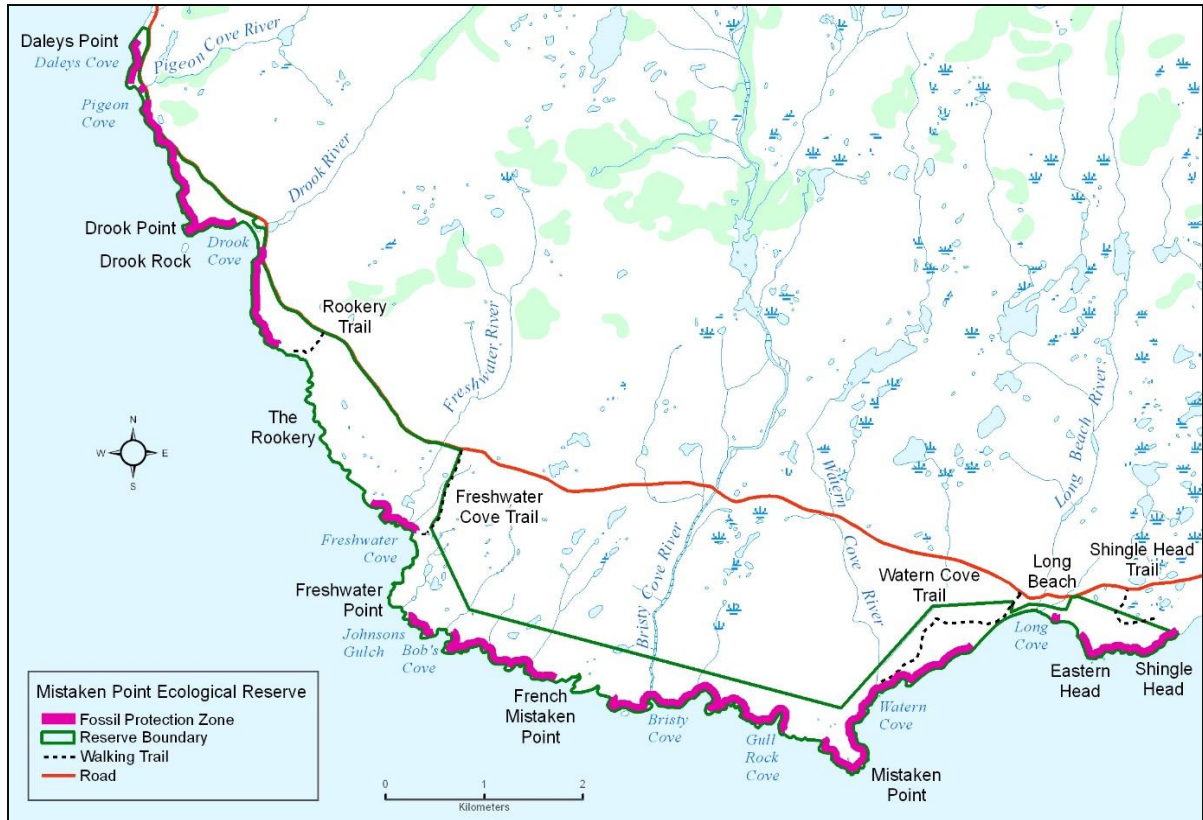 Daleys Point
Daleys Cove
Pigeon Cove River
Pigeon
Cove
Drook River
Drook Point
Drook
Cove
Drook Rock
Rookery
Trail
Freshwater River
The
Rookery
N
W E
S
Freshwater
Cove Trail
Freshwater
Cove
Freshwater
Point
Johnsons
Gulch
Bob's
Cove
French
Mistaken
Point
Bristy Cove River
Bristy
Cove
Gull
Rock
Cove
Mistaken
Point
Watern
Cove
Watern Cove River
Watern Cove
Trail
Long Beach River
Long
Beach
Shingle Head
Trail
Long
Cove
Eastern
Head
Shingle
Head
Mistaken Point Ecological Reserve
Fossil Protection Zone
Reserve Boundary
Walking Trail
Road
0 1 2
Kilometers